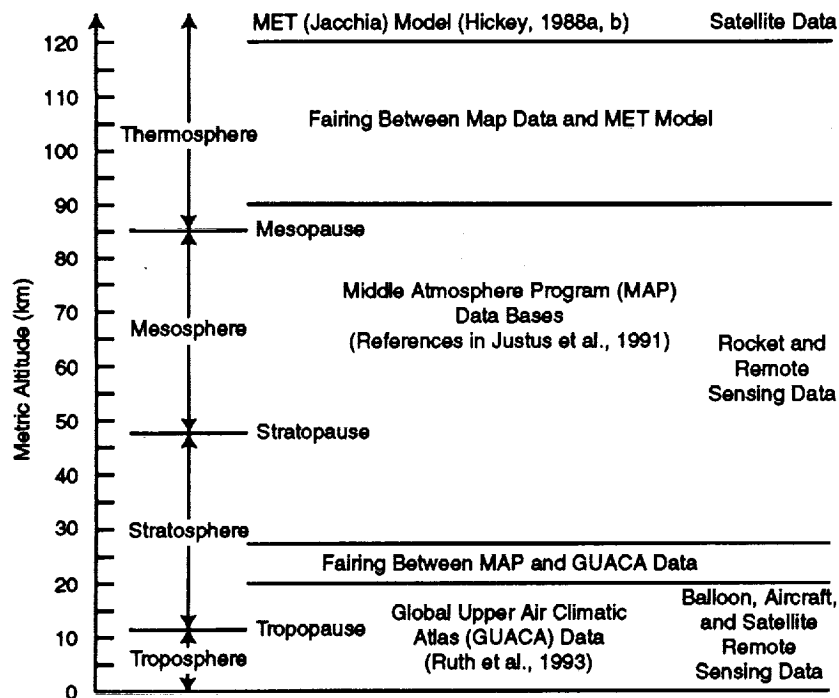 MET (Jacchia) Model (Hickey, 1988a, b)
Satellite Data
120
110
Thermosphere
Fairing Between Map Data and MET Model
100
90
Mesopause
80
Middle Atmosphere Program (MAP)
Data Bases
(References in Justus et al., 1991)
70
Mesosphere
Rocket and
Remote
Sensing Data
60
50
Stratopause
40
30
Stratosphere
Fairing Between MAP and GUACA Data
20
Tropopause
Global Upper Air Climatic
Atlas (GUACA) Data
(Ruth et al., 1993)
Balloon, Aircraft,
and Satellite
Remote
Sensing Data
10
Troposphere
0
Metric Altitude (km)